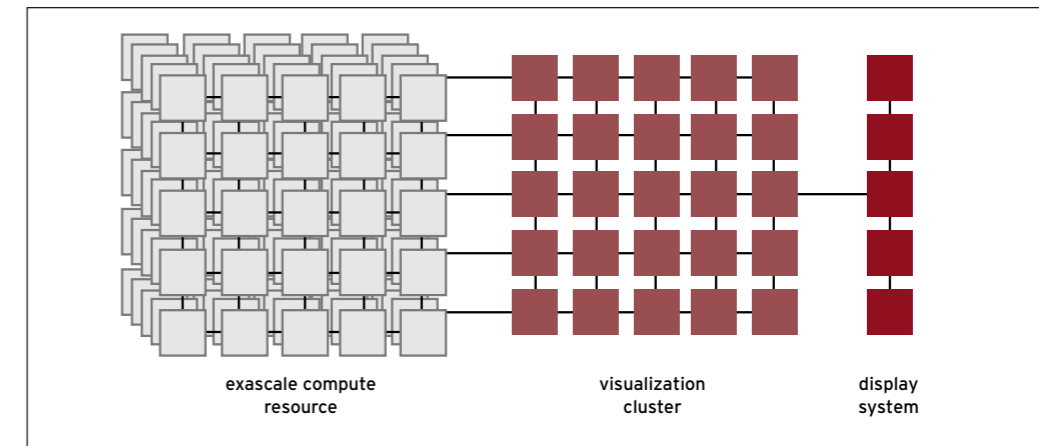 exascale compute
resource
visualization
cluster
display
system